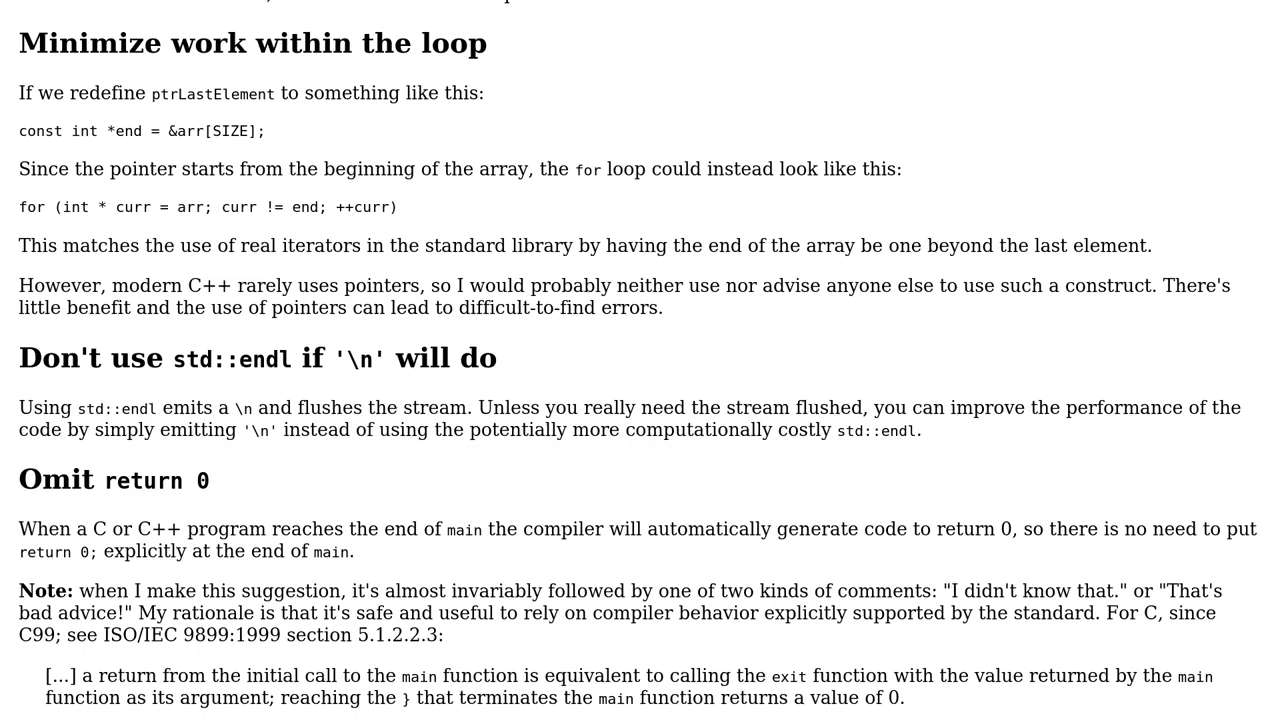 Minimize work within the loop
If we redefine ptrLastElement to something like this:
const int *end = &arr[SIZE];
Since the pointer starts from the beginning of the array, the for loop could instead look like this:
for (int * curr = arr; curr != end; ++curr)
This matches the use of real iterators in the standard library by having the end of the array be one beyond the last element.
However, modern C++ rarely uses pointers, so I would probably neither use nor advise anyone else to use such a construct. There's
little benefit and the use of pointers can lead to difficult-to-find errors.
Don't use std::endl if '\n' will do
Using std::endl emits a \n and flushes the stream. Unless you really need the stream flushed, you can improve the performance of the
code by simply emitting '\n' instead of using the potentially more computationally costly std::endl.
Omit return 0
When a C or C++ program reaches the end of main the compiler will automatically generate code to return 0, so there is no need to put
return 0; explicitly at the end of main.
Note: when I make this suggestion, it's almost invariably followed by one of two kinds of comments: "I didn't know that." or "That's
bad advice!" My rationale is that it's safe and useful to rely on compiler behavior explicitly supported by the standard. For C, since
C99; see ISO/IEC 9899:1999 section 5.1.2.2.3:
[...] a return from the initial call to the main function is equivalent to calling the exit function with the value returned by the main
function as its argument; reaching the } that terminates the main function returns a value of 0.